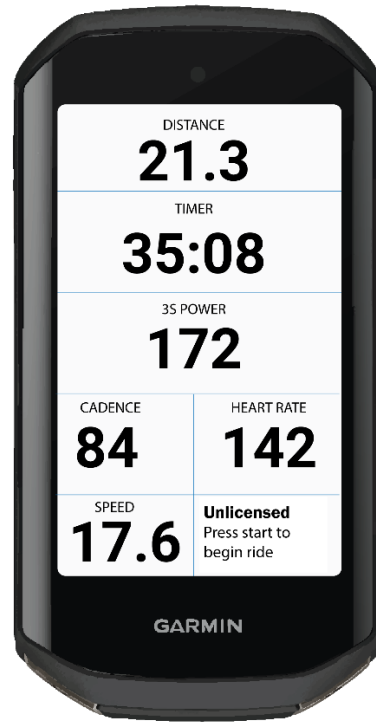 DISTANCE
21.3
TIMER
35:08
3S POWER
172
CADENCE
84
HEART RATE
142
SPEED
17.6
Unlicensed
Press start to
begin ride
GARMIN